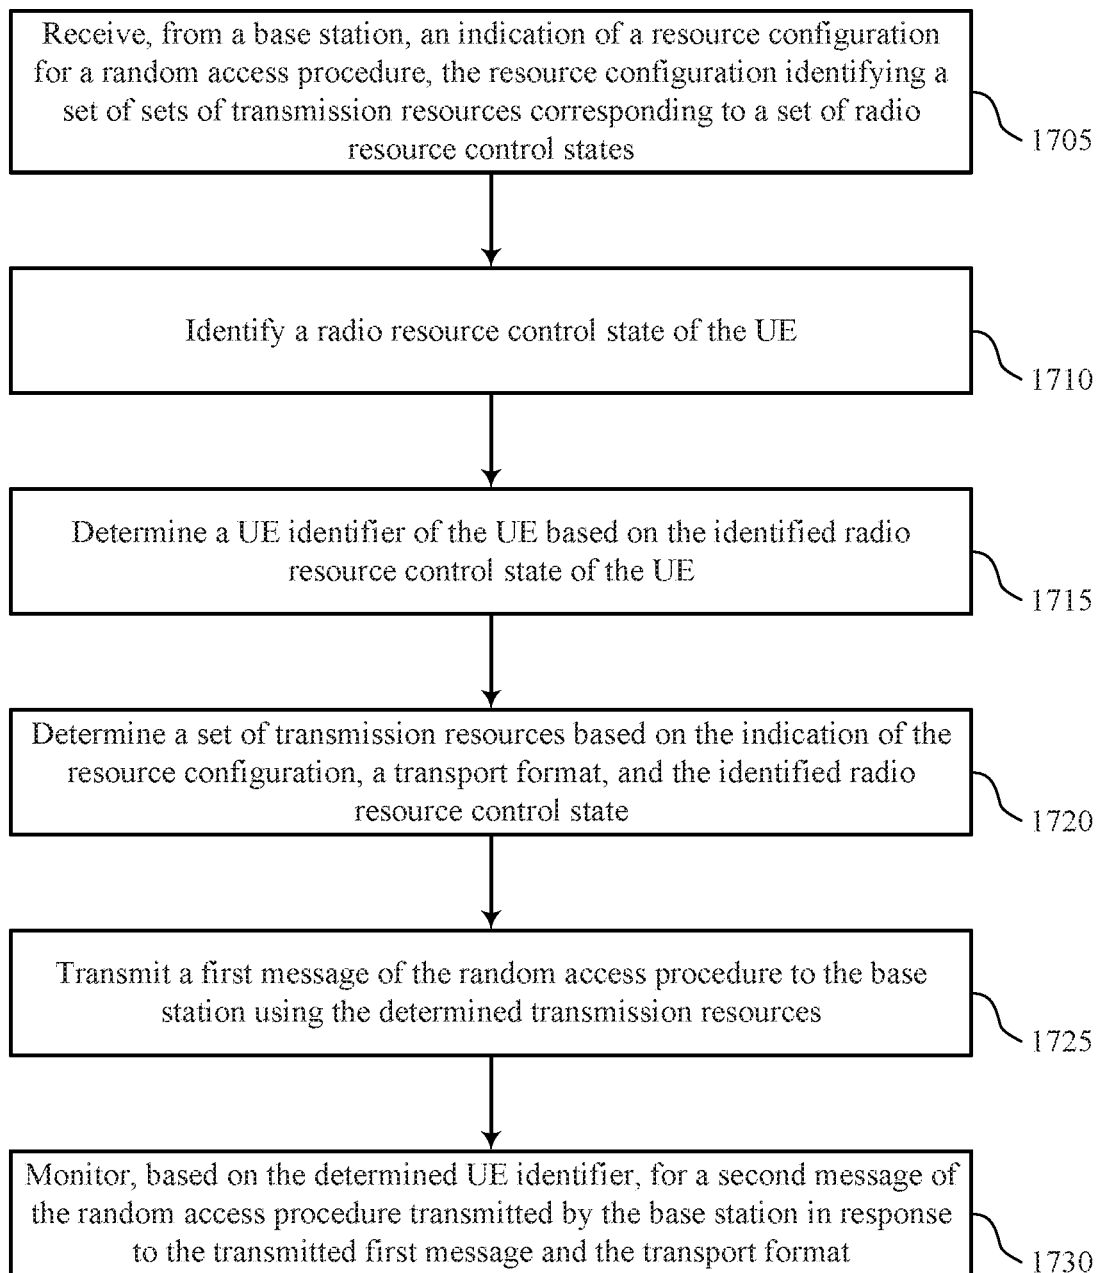 Receive, from a base station, an indication of a resource configuration
for a random access procedure, the resource configuration identifying a
set of sets of transmission resources corresponding to a set of radio
resource control states
1705
Identify a radio resource control state of the UE
1710
Determine a UE identifier of the UE based on the identified radio
resource control state of the UE
1715
Determine a set of transmission resources based on the indication of the
resource configuration, a transport format, and the identified radio
resource control state
1720
Transmit a first message of the random access procedure to the base
station using the determined transmission resources
1725
Monitor, based on the determined UE identifier, for a second message of
the random access procedure transmitted by the base station in response
to the transmitted first message and the transport format
1730